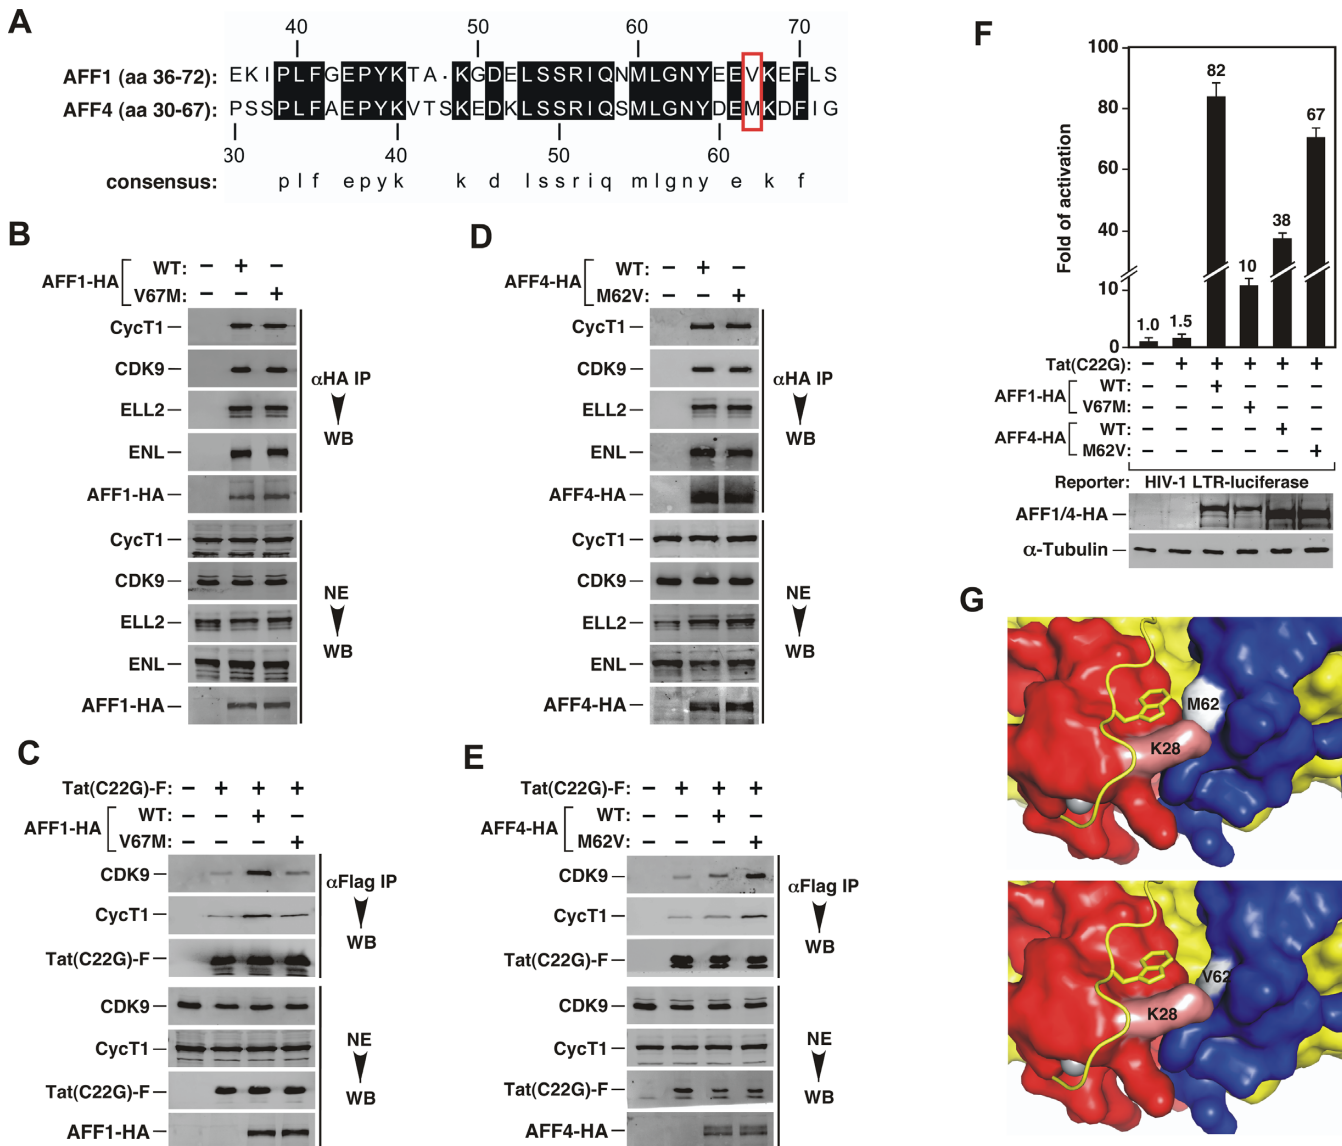 A
40 50 60 70
AFF1 (aa 36-72): EKIPLFGEPYKTA·KGDELSSRIQNMLGNYEEVKEFLS
AFF4 (aa 30-67): PSSPLFAEPYKVTSKEDKLSSRIQSMLGNYDEMKDFIG
30 40 50 60
consensus: plf epyk k d lssriq mlgny e k f
B
AFF1-HA
WT: – + –
V67M: – – +
CycT1
CDK9
ELL2
ENL
AFF1-HA
αHA IP
WB
CycT1
CDK9
ELL2
ENL
AFF1-HA
NE
WB
C
Tat(C22G)-F: – + + +
AFF1-HA
WT: – – + –
V67M: – – – +
CDK9
CycT1
Tat(C22G)-F
αFlag IP
WB
CDK9
CycT1
Tat(C22G)-F
AFF1-HA
NE
WB
D
AFF4-HA
WT: – + –
M62V: – – +
CycT1
CDK9
ELL2
ENL
AFF4-HA
αHA IP
WB
CycT1
CDK9
ELL2
ENL
AFF4-HA
NE
WB
E
Tat(C22G)-F: – + + +
AFF4-HA
WT: – – + –
M62V: – – – +
CDK9
CycT1
Tat(C22G)-F
αFlag IP
WB
CDK9
CycT1
Tat(C22G)-F
AFF4-HA
NE
WB
F
Fold of activation
100
80
60
40
10
0
1.0 1.5 82 10 38 67
Tat(C22G): – + + + + +
AFF1-HA
WT: – – + – – –
V67M: – – – + – –
AFF4-HA
WT: – – – – + –
M62V: – – – – – +
Reporter: HIV-1 LTR-luciferase
AFF1/4-HA
α-Tubulin
G
M62
K28
V62
K28